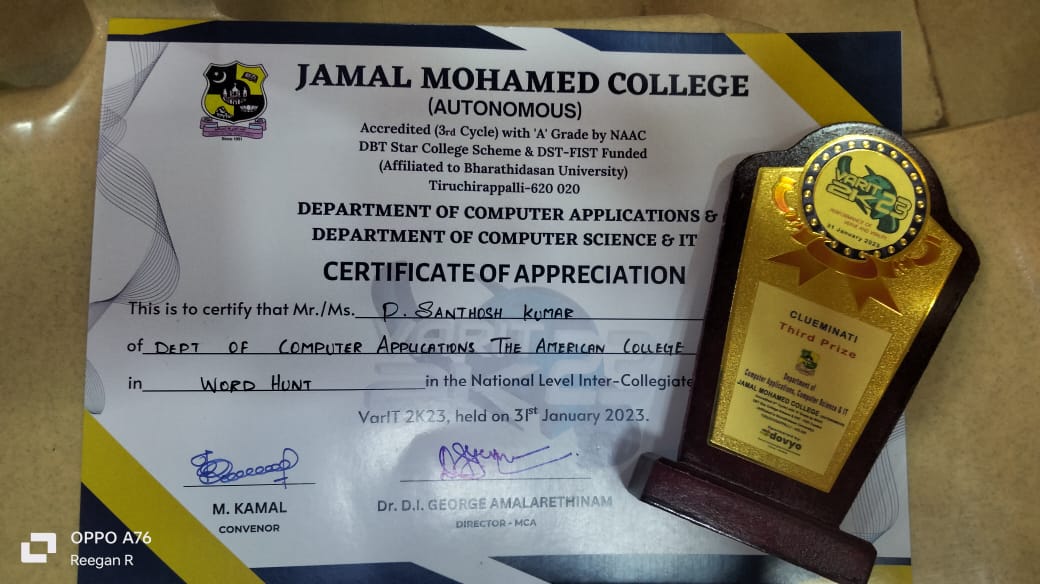 JAMAL MOHAMED COLLEGE
(AUTONOMOUS)
Accredited (3rd Cycle) with 'A' Grade by NAAC
DBT Star College Scheme & DST-FIST Funded
(Affiliated to Bharathidasan University)
Tiruchirappalli-620 020
DEPARTMENT OF COMPUTER APPLICATIONS &
DEPARTMENT OF COMPUTER SCIENCE & IT
CERTIFICATE OF APPRECIATION
This is to certify that Mr./Ms. D. SANTHOSH KUMAR
of DEPT OF COMPUTER APPLICATIONS THE AMERICAN COLLEGE
in WORD HUNT in the National Level Inter-Collegiate
VarIT 2K23, held on 31st January 2023.
M. KAMAL
CONVENOR
Dr. D.I. GEORGE AMALARETHINAM
DIRECTOR - MCA
Since 1951
VARIT
2K23
31 January 2023
CLUEMINATI
Third Prize
Department of
Computer Applications, Computer Science & IT
JAMAL MOHAMED COLLEGE
dovyo
OPPO A76
Reegan R